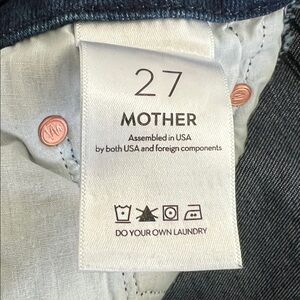 27
MOTHER
Assembled in USA
by both USA and foreign components
DO YOUR OWN LAUNDRY